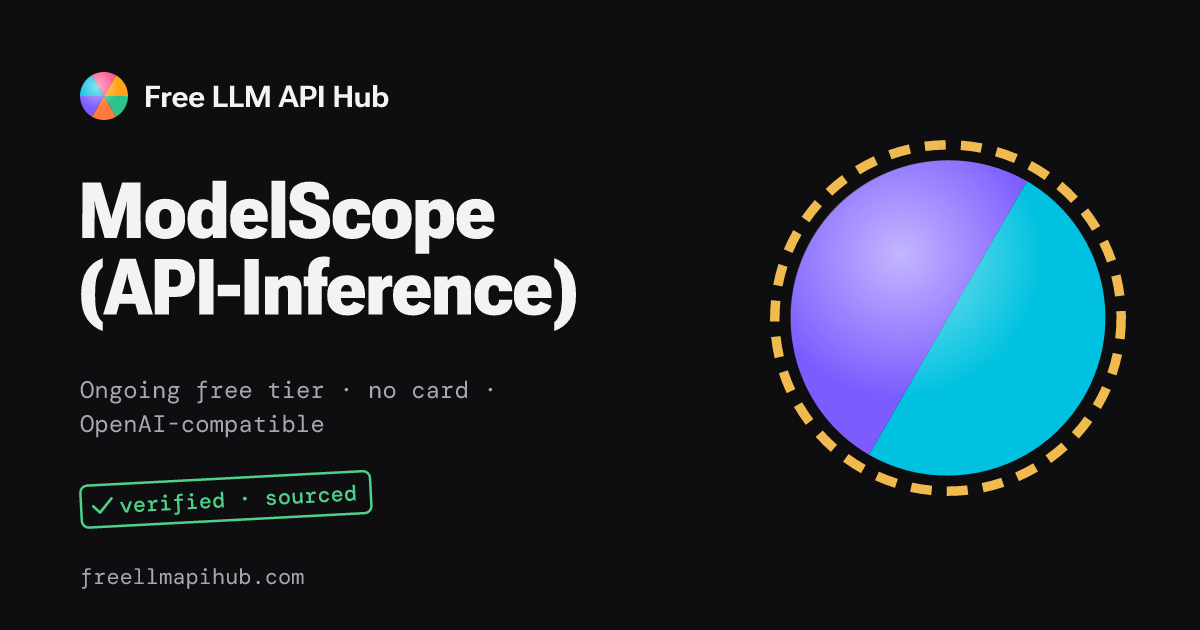 Free LLM API Hub
ModelScope
(API-Inference)
Ongoing free tier · no card ·
OpenAI-compatible
verified · sourced
freellmapihub.com